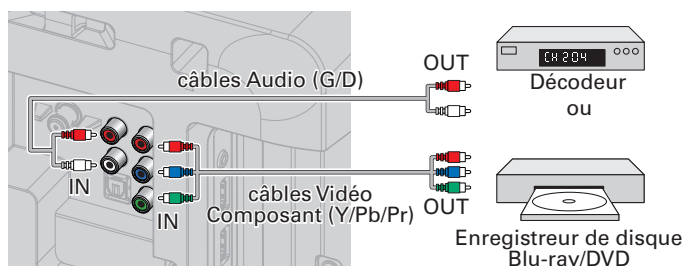 câbles Audio (G/D)
OUT
CH 204
Décodeur
ou
IN
IN
câbles Vidéo
Composant (Y/Pb/Pr)
OUT
Enregistreur de disque
Blu-ray/DVD